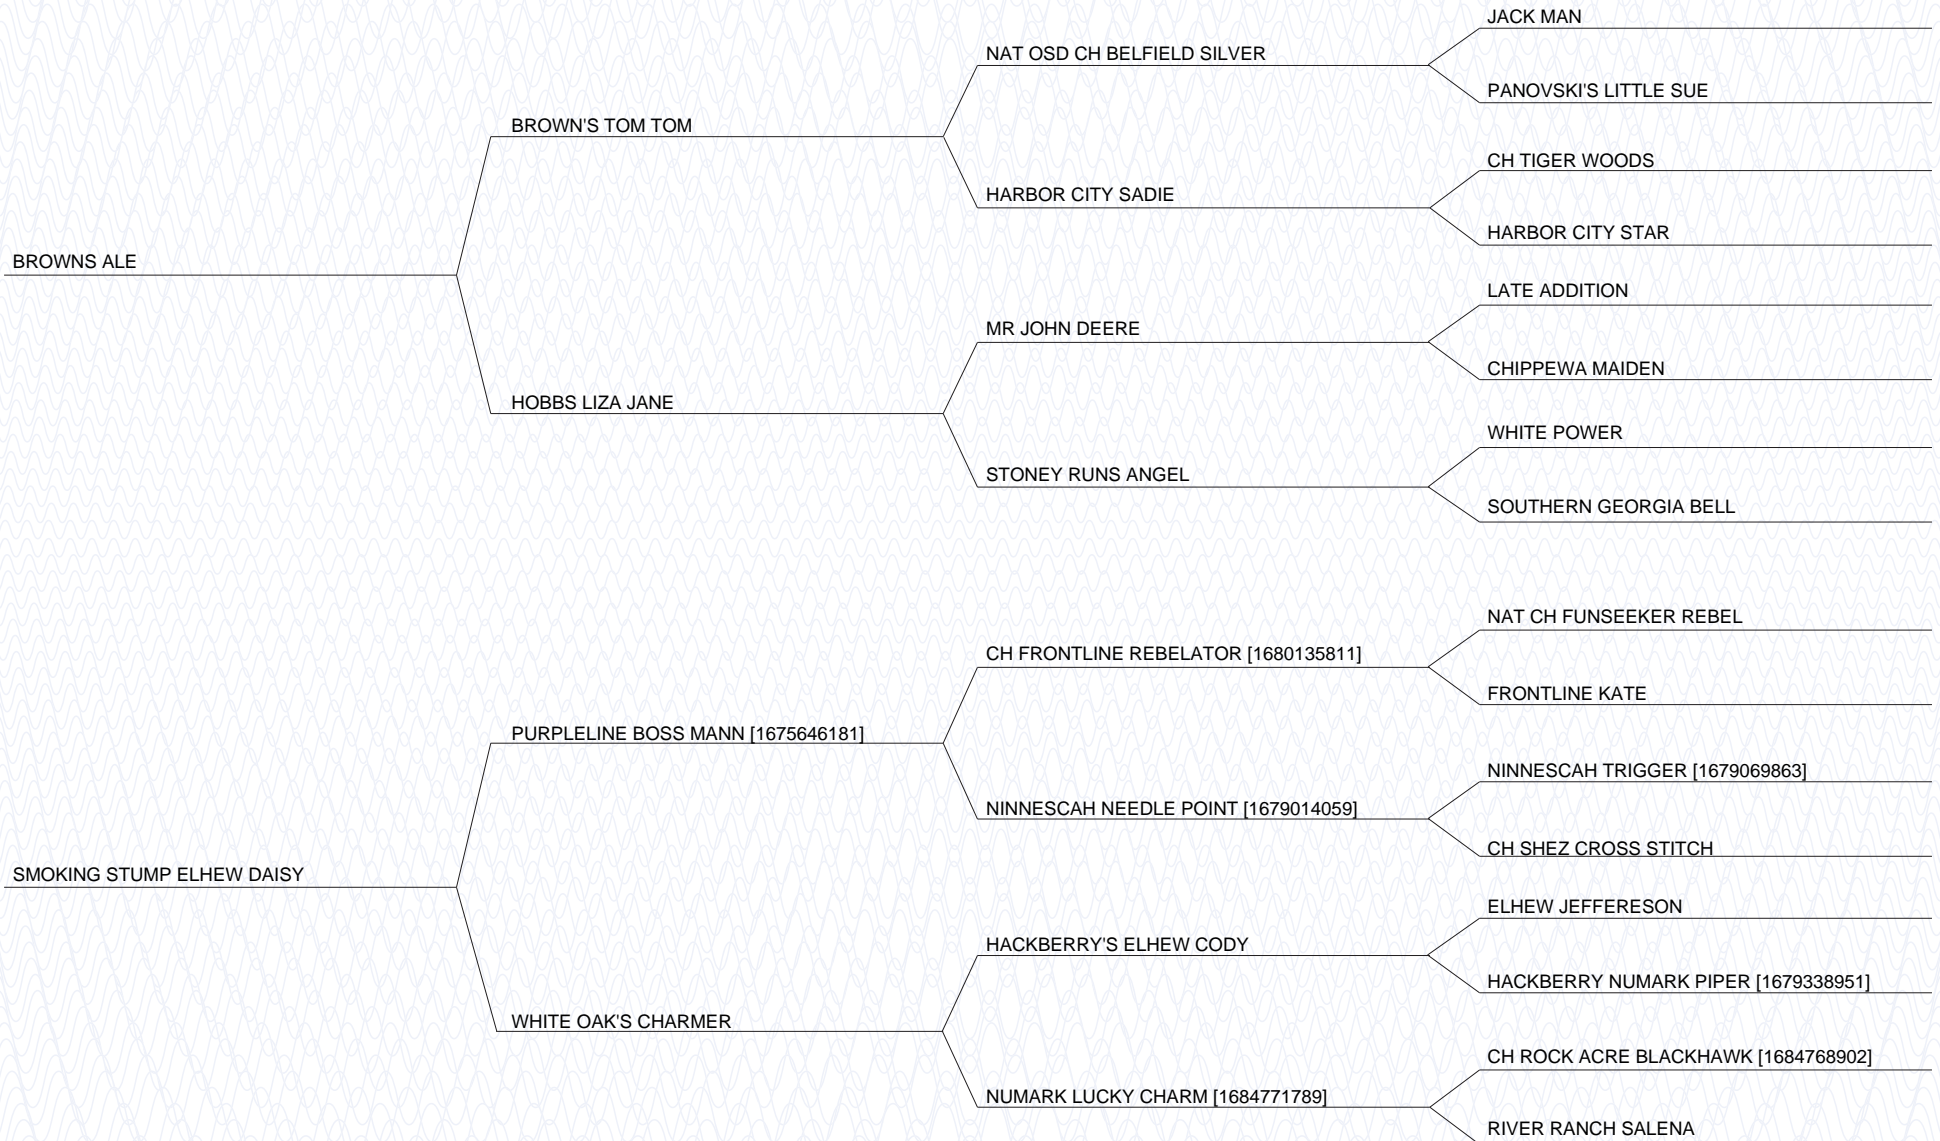 JACK MAN
NAT OSD CH BELFIELD SILVER
PANOVSKI'S LITTLE SUE
BROWN'S TOM TOM
CH TIGER WOODS
HARBOR CITY SADIE
HARBOR CITY STAR
BROWNS ALE
LATE ADDITION
MR JOHN DEERE
CHIPPEWA MAIDEN
HOBBS LIZA JANE
WHITE POWER
STONEY RUNS ANGEL
SOUTHERN GEORGIA BELL
NAT CH FUNSEEKER REBEL
CH FRONTLINE REBELATOR [1680135811]
FRONTLINE KATE
PURPLELINE BOSS MANN [1675646181]
NINNESCAH TRIGGER [1679069863]
NINNESCAH NEEDLE POINT [1679014059]
CH SHEZ CROSS STITCH
SMOKING STUMP ELHEW DAISY
ELHEW JEFFERESON
HACKBERRY'S ELHEW CODY
HACKBERRY NUMARK PIPER [1679338951]
WHITE OAK'S CHARMER
CH ROCK ACRE BLACKHAWK [1684768902]
NUMARK LUCKY CHARM [1684771789]
RIVER RANCH SALENA